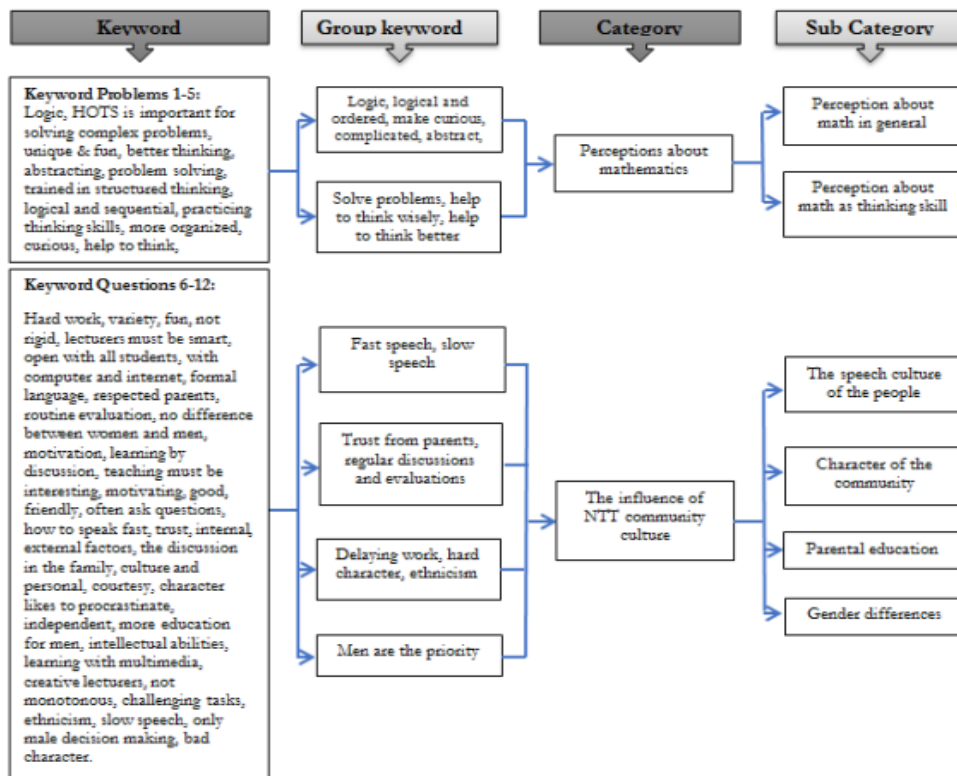 Keyword
Group keyword
Category
Sub Category
Keyword Problems 1-5:
Logic, HOTS is important for
solving complex problems,
unique & fun, better thinking,
abstracting, problem solving,
trained in structured thinking,
logical and sequential, practicing
thinking skills, more organized,
curious, help to think,
Logic, logical and
ordered, make curious,
complicated, abstract,
Solve problems, help
to think wisely, help
to think better
Perceptions about
mathematics
Perception about
math in general
Perception about
math as thinking skill
Keyword Questions 6-12:
Hard work, variety, fun, not
rigid, lecturers must be smart,
open with all students, with
computer and internet, formal
language, respected parents,
routine evaluation, no difference
between women and men,
motivation, learning by
discussion, teaching must be
interesting, motivating, good,
friendly, often ask questions,
how to speak fast, trust, internal,
external factors, the discussion
in the family, culture and
personal, courtesy, character
likes to procrastinate,
independent, more education
for men, intellectual abilities,
learning with multimedia,
creative lecturers, not
monotonous, challenging tasks,
ethnicism, slow speech, only
male decision making, bad
character.
Fast speech, slow
speech
Trust from parents,
regular discussions
and evaluations
Delaying work, hard
character, ethnicism
Men are the priority
The influence of
NTT community
culture
The speech culture
of the people
Character of the
community
Parental education
Gender differences